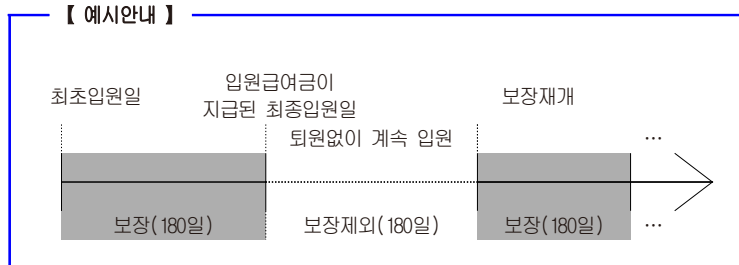 【 예시안내 】
최초입원일
입원급여금이
지급된 최종입원일
보장재개
퇴원없이 계속 입원
…
보장(180일)
보장제외(180일)
보장(180일)
…